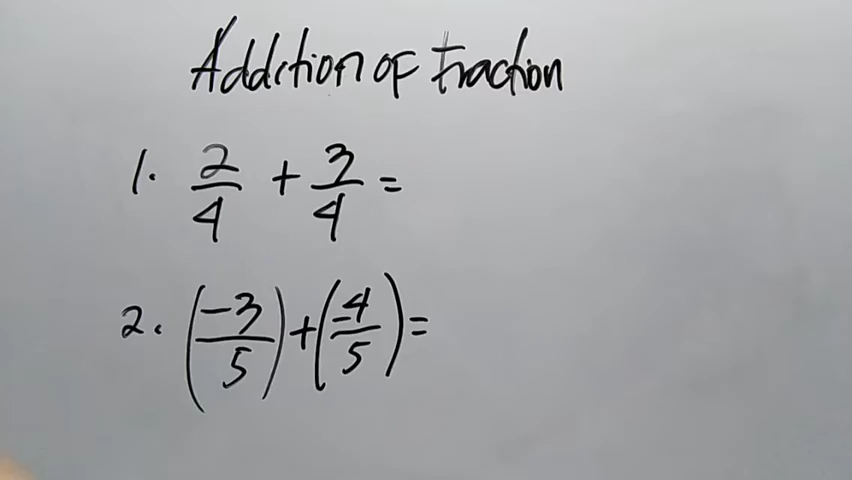 Addition of Fraction
1. 2/4 + 3/4 =
2. (-3/5) + (-4/5) =